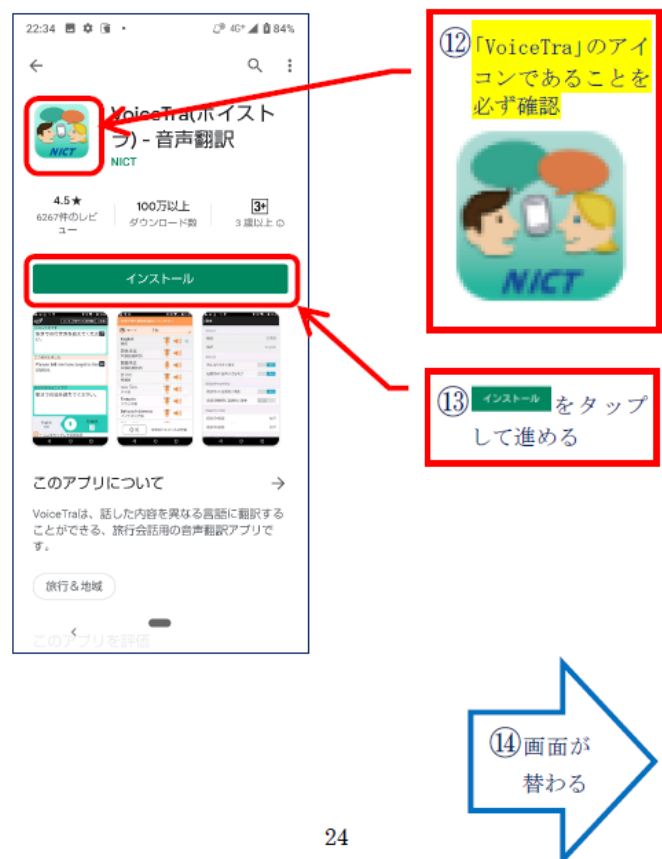 22:34
4G+
84%
VoiceTra(ボイスト
ラ) - 音声翻訳
NICT
NICT
4.5★
6267件のレビ
ュー
100万以上
ダウンロード数
3+
3 歳以上
インストール
このアプリについて
VoiceTraは、話した内容を異なる言語に翻訳する
ことができる、旅行会話用の音声翻訳アプリで
す。
旅行＆地域
このアプリを評価
⑫「VoiceTra」のアイ
コンであることを
必ず確認
NICT
⑬ インストール をタップ
して進める
⑭画面が
替わる
24